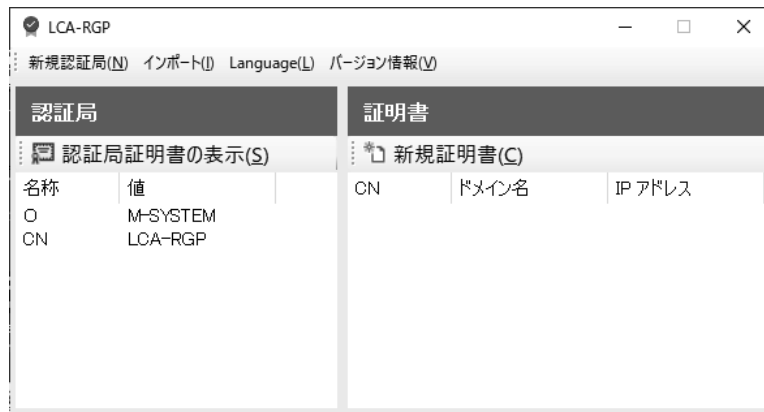 LCA-RGP
新規認証局(N) インポート(I) Language(L) バージョン情報(V)
認証局
認証局証明書の表示(S)
名称 値
O M-SYSTEM
CN LCA-RGP
証明書
新規証明書(C)
CN ドメイン名 IP アドレス